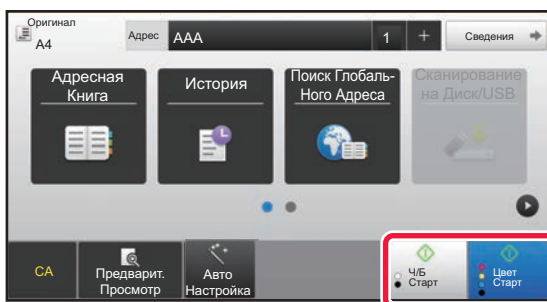 Оригинал
A4
Адрес AAA 1 + Сведения
Адресная
Книга
История
Поиск Глобаль-
Ного Адреса
Сканирование
на Диск/USB
CA
Предварит.
Просмотр
Авто
Настройка
Ч/Б
Старт
Цвет
Старт